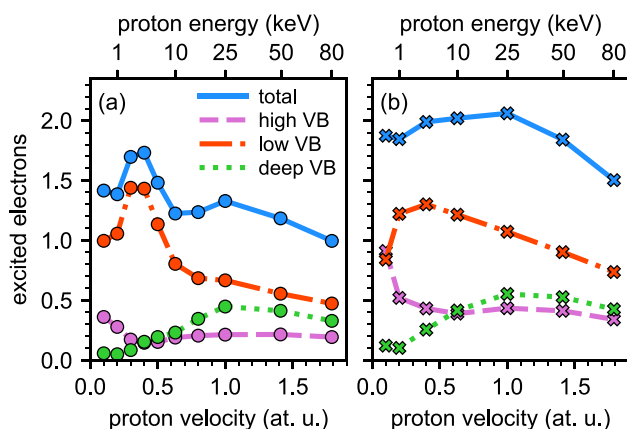 proton energy (keV) proton energy (keV)
1 10 25 50 80 1 10 25 50 80
(a) total (b)
high VB
low VB
deep VB
excited electrons
2.0
1.5
1.0
0.5
0.0
0.0 0.5 1.0 1.5 0.0 0.5 1.0 1.5
proton velocity (at. u.) proton velocity (at. u.)